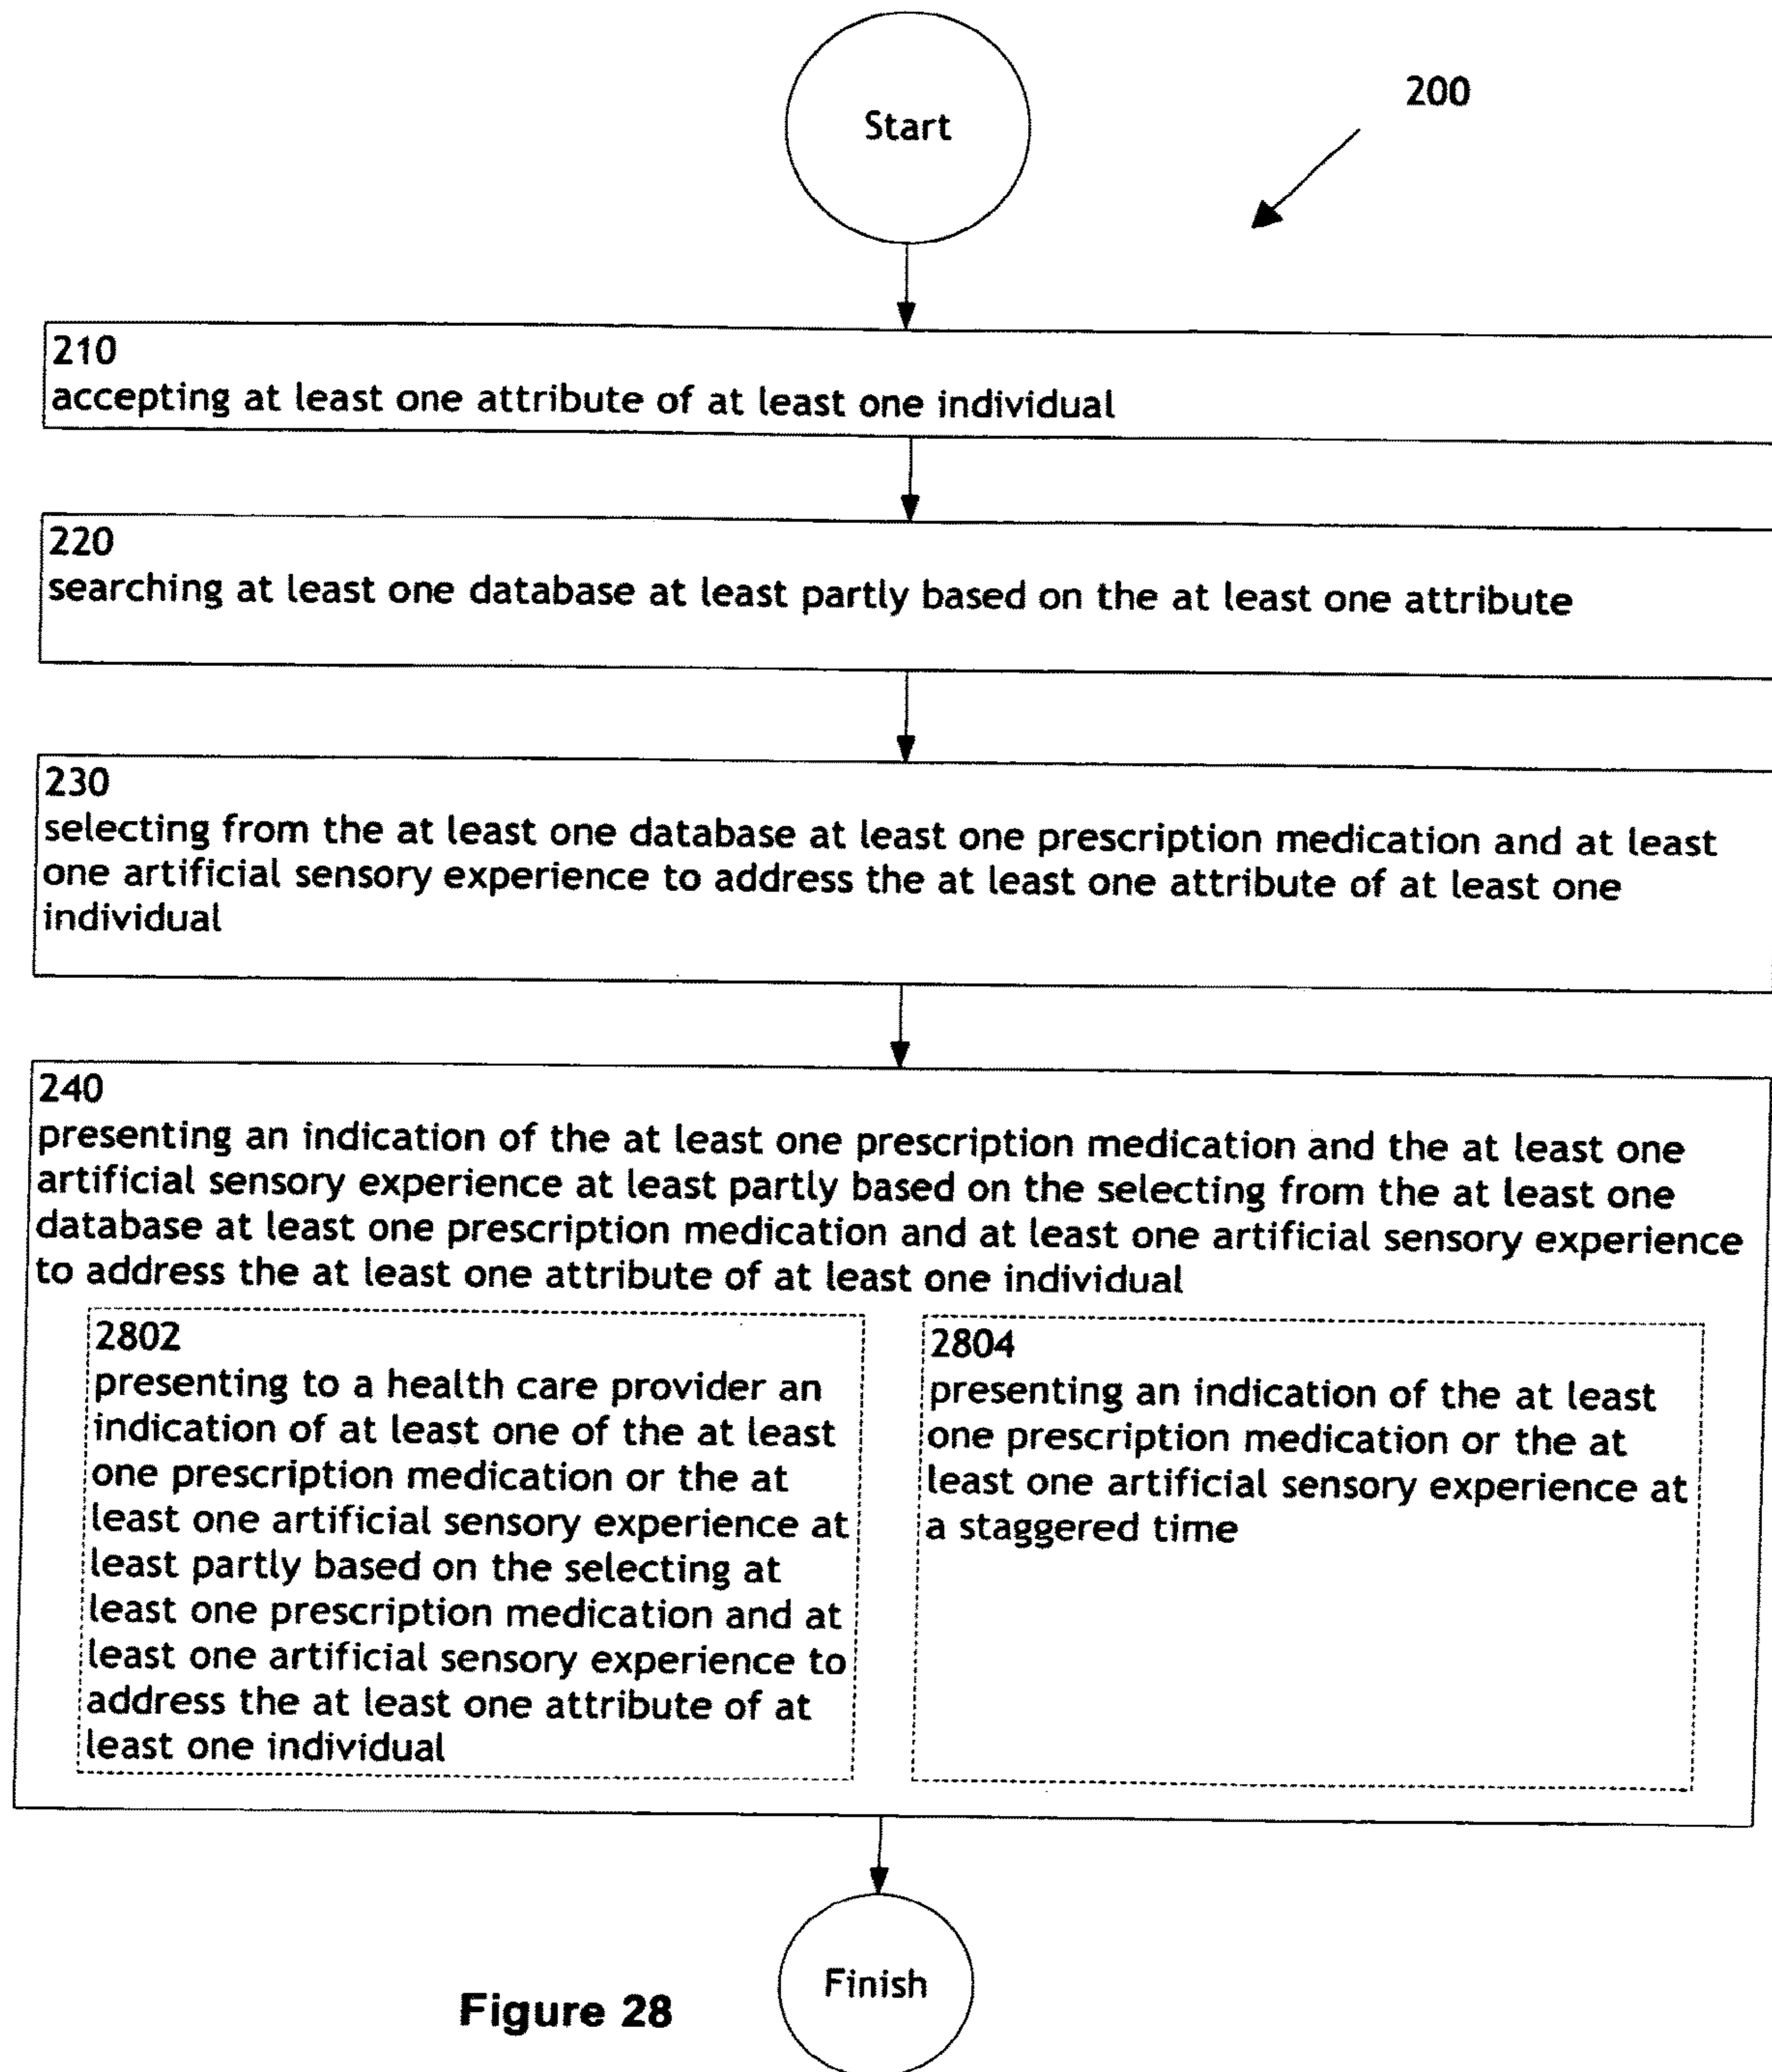 Start
200
210
accepting at least one attribute of at least one individual
220
searching at least one database at least partly based on the at least one attribute
230
selecting from the at least one database at least one prescription medication and at least
one artificial sensory experience to address the at least one attribute of at least one
individual
240
presenting an indication of the at least one prescription medication and the at least one
artificial sensory experience at least partly based on the selecting from the at least one
database at least one prescription medication and at least one artificial sensory experience
to address the at least one attribute of at least one individual
2802
presenting to a health care provider an
indication of at least one of the at least
one prescription medication or the at
least one artificial sensory experience at
least partly based on the selecting at
least one prescription medication and at
least one artificial sensory experience to
address the at least one attribute of at
least one individual
2804
presenting an indication of the at least
one prescription medication or the at
least one artificial sensory experience at
a staggered time
Finish
Figure 28